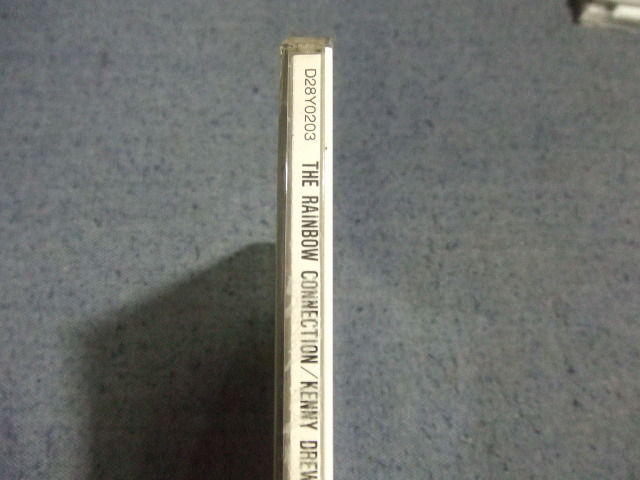 D28Y0203 THE RAINBOW CONNECTION/KENNY DREW